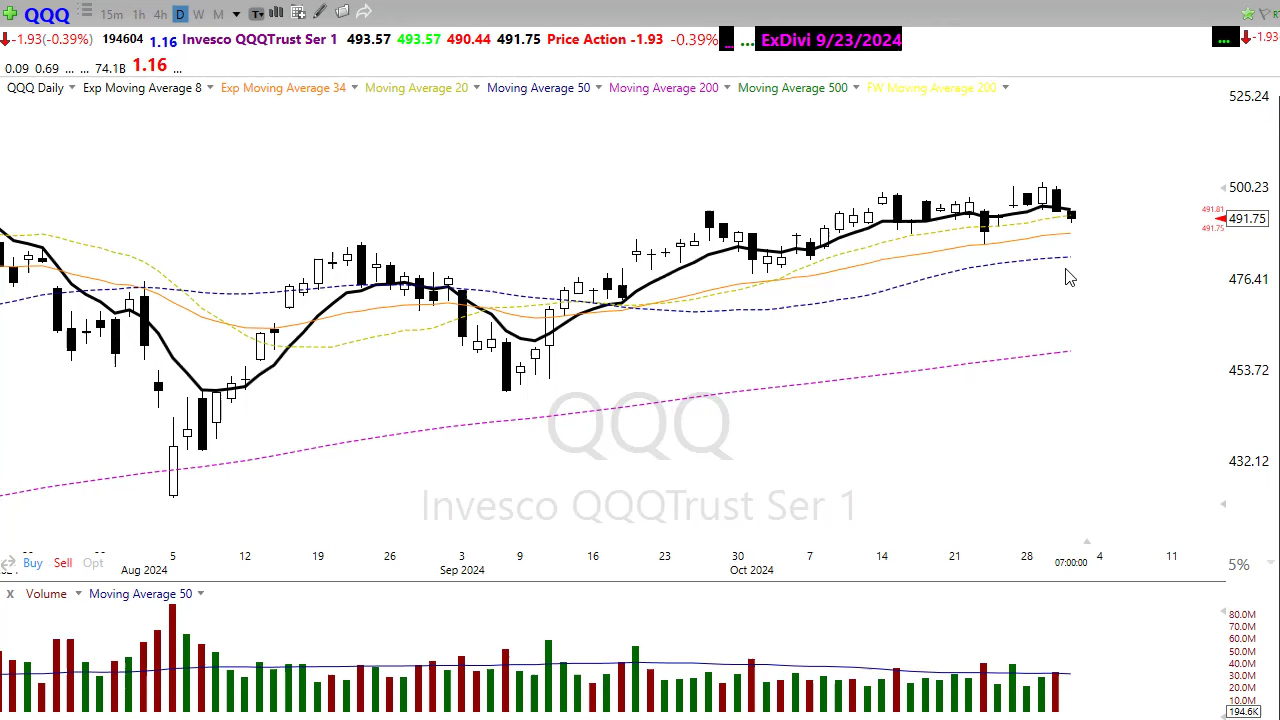 QQQ 15m 1h 4h D W M
-1.93(-0.39%) 194604 1.16 Invesco QQQTrust Ser 1 493.57 493.57 490.44 491.75 Price Action -1.93 -0.39% ... ... ExDivi 9/23/2024 ... -1.93
0.09 0.69 ... ... 74.1B 1.16 ...
QQQ Daily Exp Moving Average 8 Exp Moving Average 34 Moving Average 20 Moving Average 50 Moving Average 200 Moving Average 500 FW Moving Average 200
525.24
500.23
491.81
491.75
491.75
476.41
453.72
QQQ
432.12
Invesco QQQTrust Ser 1
5 12 19 26 3 9 16 23 30 7 14 21 28 4 11
Buy Sell Opt 07:00:00 5%
Aug 2024 Sep 2024 Oct 2024
X Volume Moving Average 50
80.0M
70.0M
60.0M
50.0M
40.0M
30.0M
20.0M
10.0M
194.6K